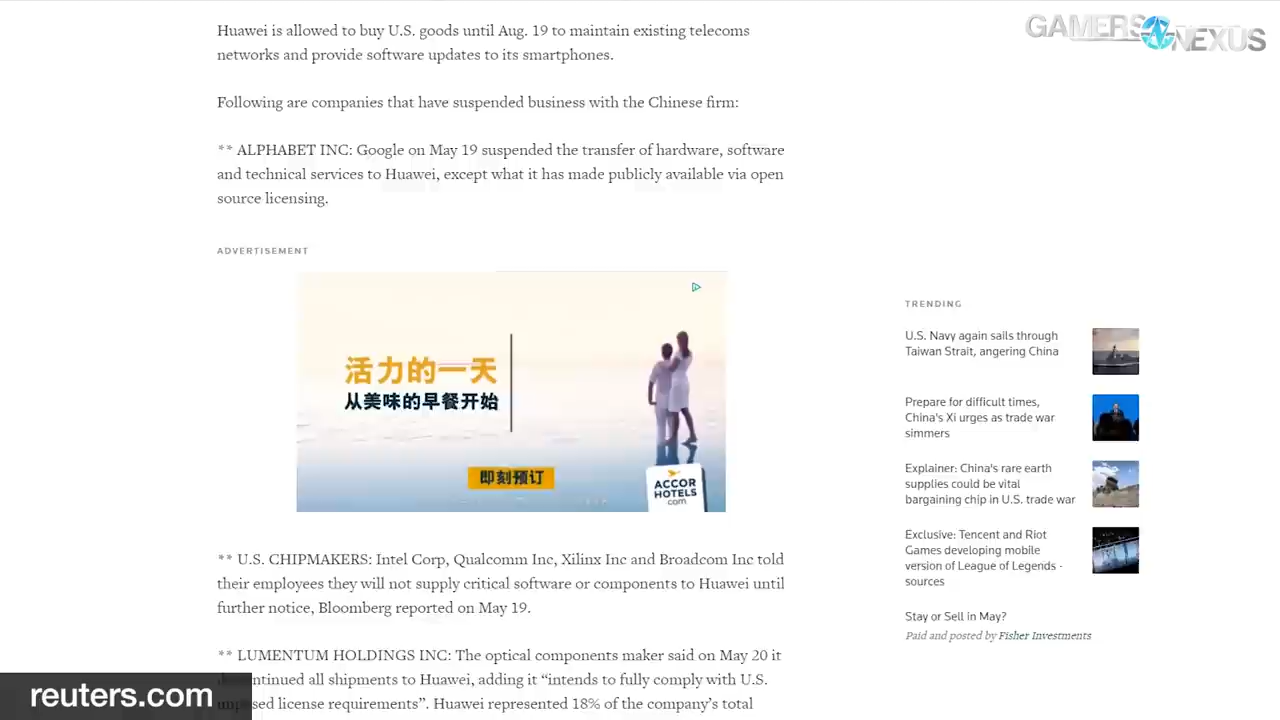 GAMERS NEXUS
Huawei is allowed to buy U.S. goods until Aug. 19 to maintain existing telecoms
networks and provide software updates to its smartphones.
Following are companies that have suspended business with the Chinese firm:
** ALPHABET INC: Google on May 19 suspended the transfer of hardware, software
and technical services to Huawei, except what it has made publicly available via open
source licensing.
ADVERTISEMENT
活力的一天
从美味的早餐开始
即刻预订
ACCOR
HOTELS
com
** U.S. CHIPMAKERS: Intel Corp, Qualcomm Inc, Xilinx Inc and Broadcom Inc told
their employees they will not supply critical software or components to Huawei until
further notice, Bloomberg reported on May 19.
** LUMENTUM HOLDINGS INC: The optical components maker said on May 20 it
ntinued all shipments to Huawei, adding it “intends to fully comply with U.S.
sed license requirements”. Huawei represented 18% of the company’s total
TRENDING
U.S. Navy again sails through
Taiwan Strait, angering China
Prepare for difficult times,
China's Xi urges as trade war
simmers
Explainer: China's rare earth
supplies could be vital
bargaining chip in U.S. trade war
Exclusive: Tencent and Riot
Games developing mobile
version of League of Legends -
sources
Stay or Sell in May?
Paid and posted by Fisher Investments
reuters.com